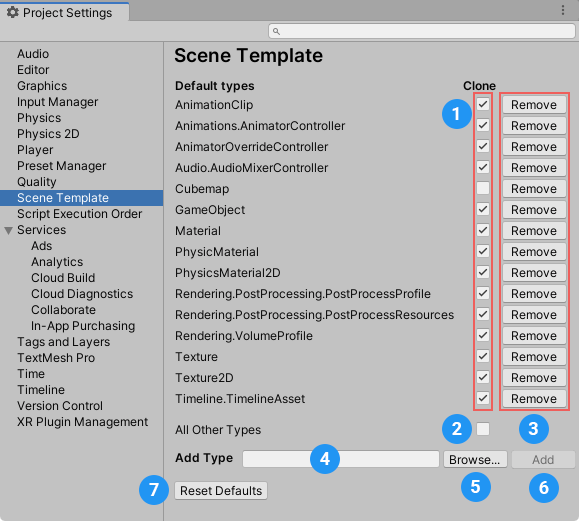 Project Settings
Audio
Editor
Graphics
Input Manager
Physics
Physics 2D
Player
Preset Manager
Quality
Scene Template
Script Execution Order
Services
Ads
Analytics
Cloud Build
Cloud Diagnostics
Collaborate
In-App Purchasing
Tags and Layers
TextMesh Pro
Time
Timeline
Version Control
XR Plugin Management
Scene Template
Default types Clone
AnimationClip 1 Remove
Animations.AnimatorController Remove
AnimatorOverrideController Remove
Audio.AudioMixerController Remove
Cubemap Remove
GameObject Remove
Material Remove
PhysicMaterial Remove
PhysicsMaterial2D Remove
Rendering.PostProcessing.PostProcessProfile Remove
Rendering.PostProcessing.PostProcessResources Remove
Rendering.VolumeProfile Remove
Texture Remove
Texture2D Remove
Timeline.TimelineAsset Remove
All Other Types 2 3
Add Type 4 Browse... Add
7 5 6
Reset Defaults